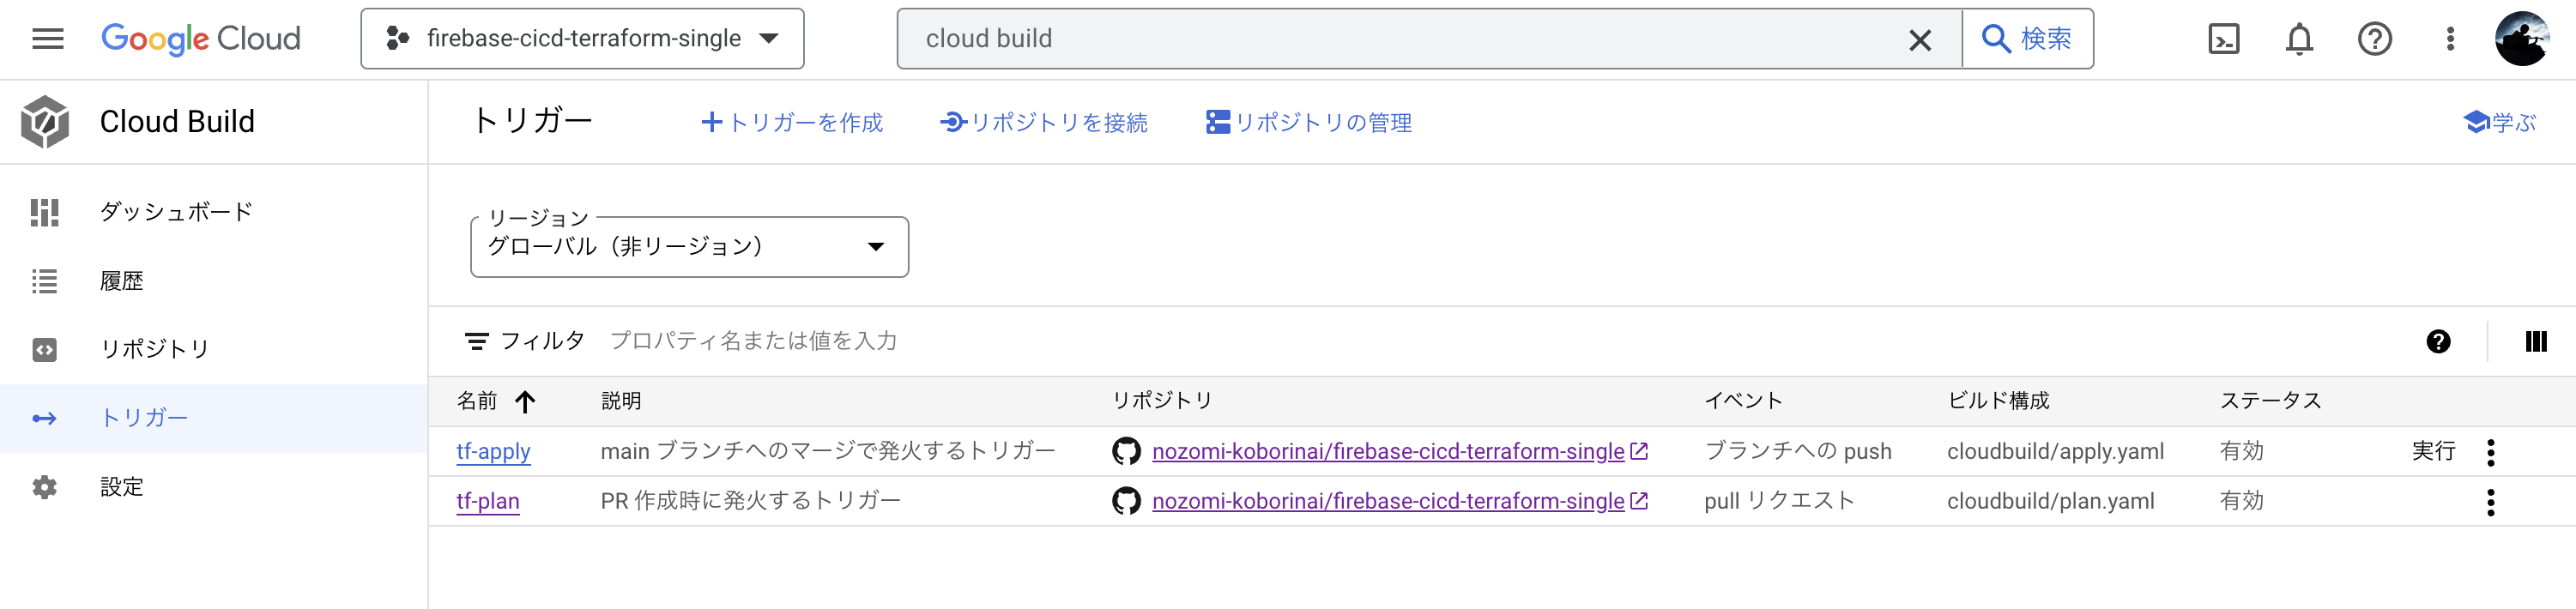 Google Cloud firebase-cicd-terraform-single cloud build 検索
Cloud Build
トリガー トリガーを作成 リポジトリを接続 リポジトリの管理 学ぶ
ダッシュボード
履歴
リポジトリ
トリガー
設定
リージョン
グローバル（非リージョン）
フィルタ プロパティ名または値を入力
名前 説明 リポジトリ イベント ビルド構成 ステータス
tf-apply main ブランチへのマージで発火するトリガー nozomi-koborinai/firebase-cicd-terraform-single ブランチへの push cloudbuild/apply.yaml 有効 実行
tf-plan PR 作成時に発火するトリガー nozomi-koborinai/firebase-cicd-terraform-single pull リクエスト cloudbuild/plan.yaml 有効